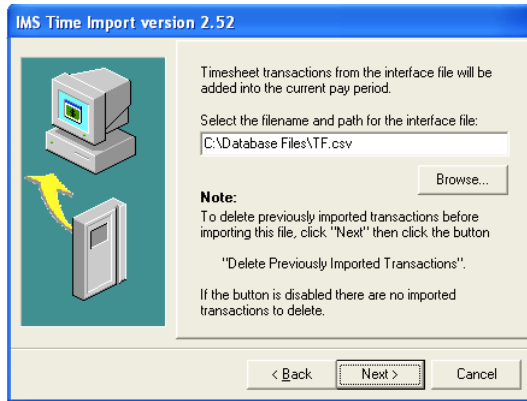 IMS Time Import version 2.52
Timesheet transactions from the interface file will be
added into the current pay period.
Select the filename and path for the interface file:
C:\Database Files\TF.csv
Browse...
Note:
To delete previously imported transactions before
importing this file, click "Next" then click the button
"Delete Previously Imported Transactions".
If the button is disabled there are no imported
transactions to delete.
< Back
Next >
Cancel